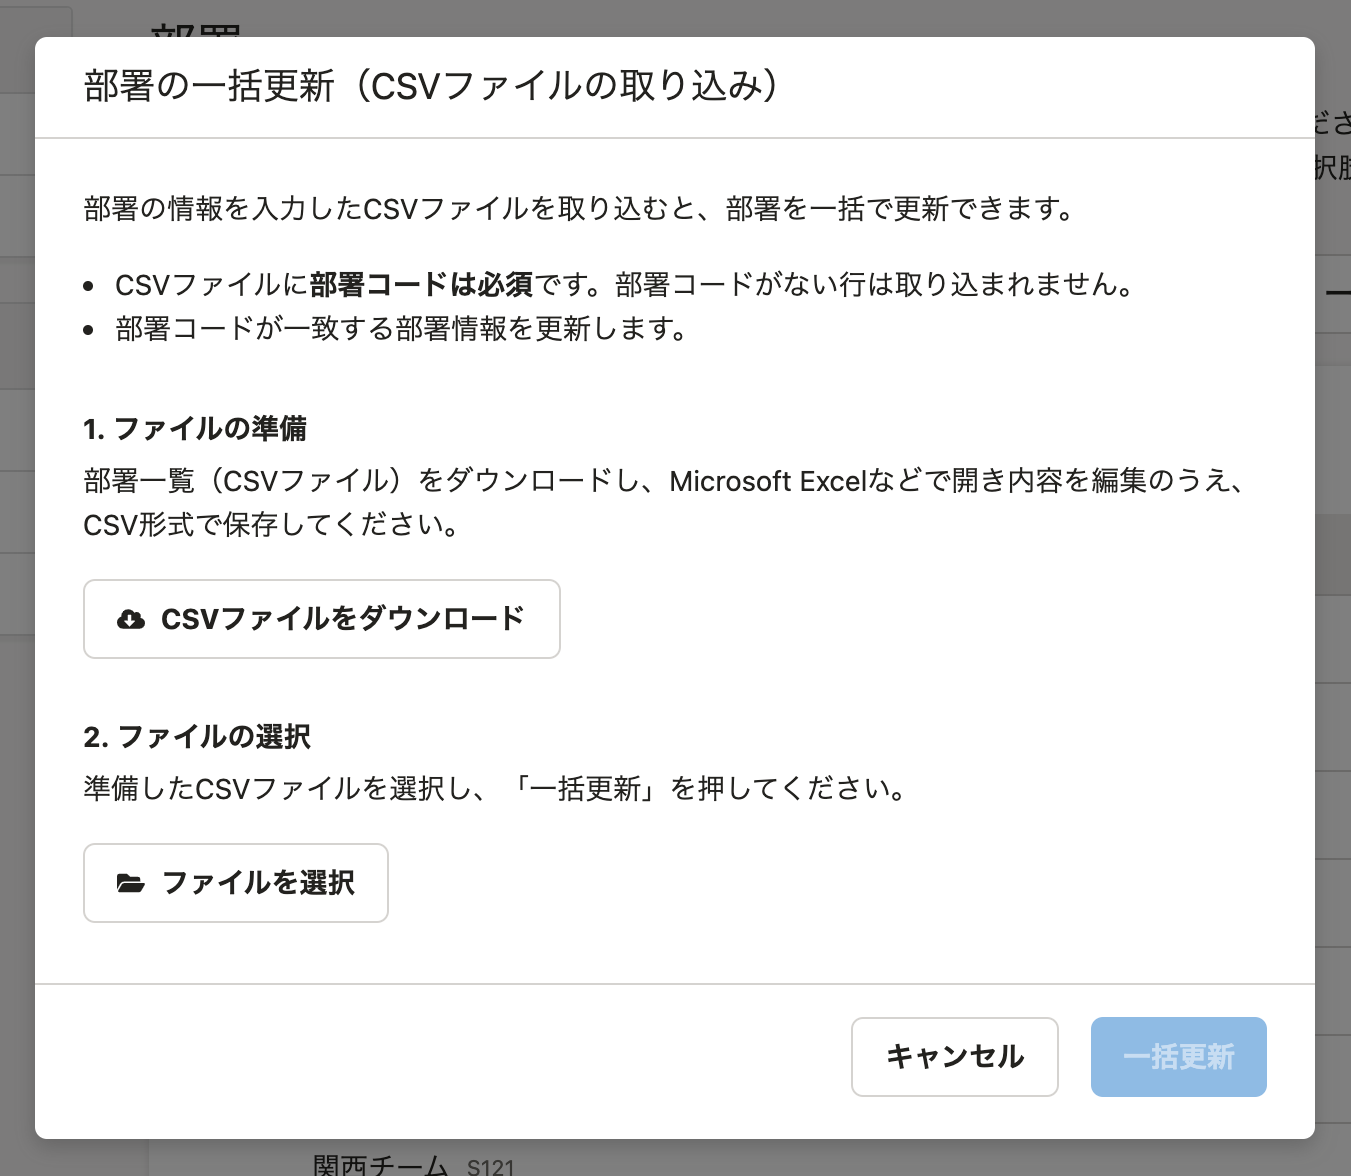 部署
部署の一括更新（CSVファイルの取り込み）
ださ
択肢
部署の情報を入力したCSVファイルを取り込むと、部署を一括で更新できます。
• CSVファイルに部署コードは必須です。部署コードがない行は取り込まれません。
• 部署コードが一致する部署情報を更新します。
1. ファイルの準備
部署一覧（CSVファイル）をダウンロードし、Microsoft Excelなどで開き内容を編集のうえ、
CSV形式で保存してください。
CSVファイルをダウンロード
2. ファイルの選択
準備したCSVファイルを選択し、「一括更新」を押してください。
ファイルを選択
キャンセル 一括更新
関西チーム S121